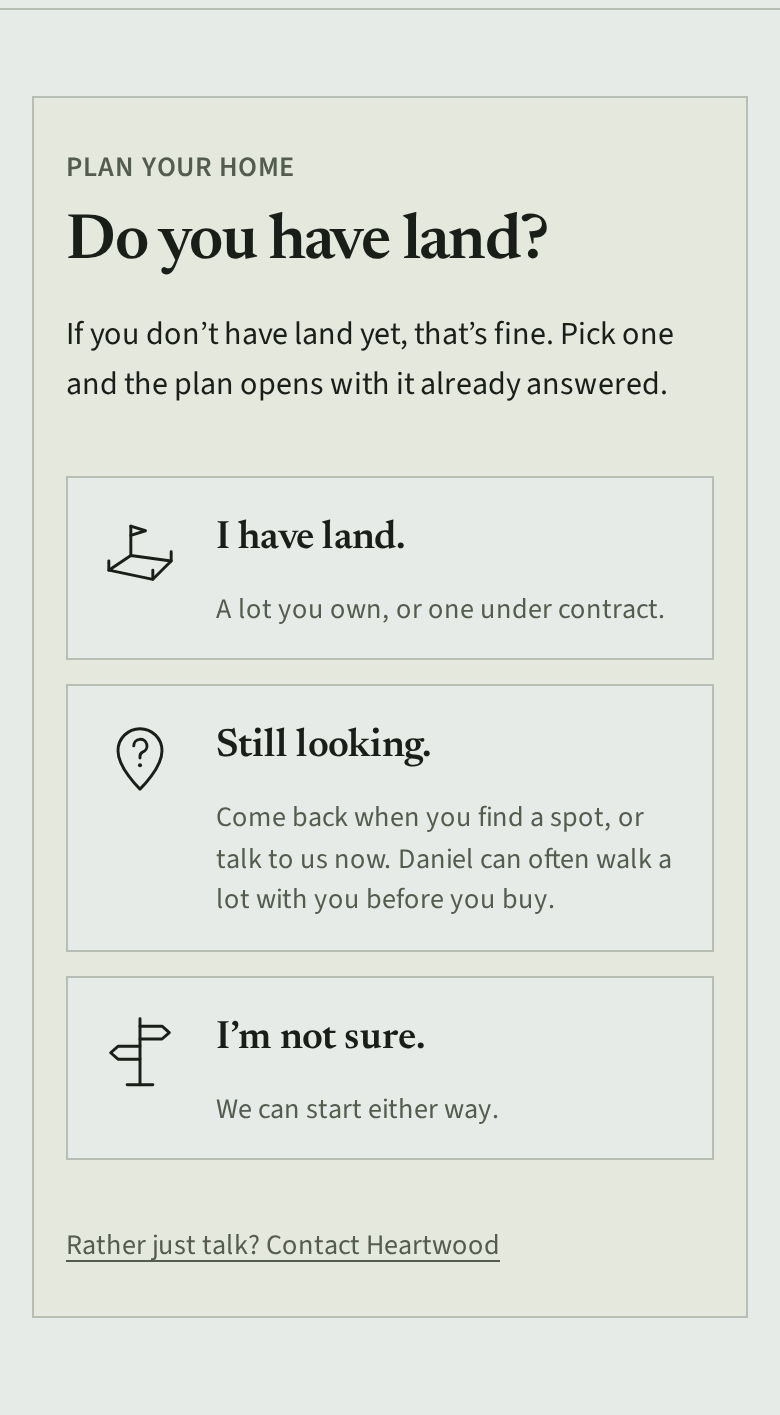 PLAN YOUR HOME
Do you have land?
If you don’t have land yet, that’s fine. Pick one
and the plan opens with it already answered.
I have land.
A lot you own, or one under contract.
Still looking.
Come back when you find a spot, or
talk to us now. Daniel can often walk a
lot with you before you buy.
I’m not sure.
We can start either way.
Rather just talk? Contact Heartwood